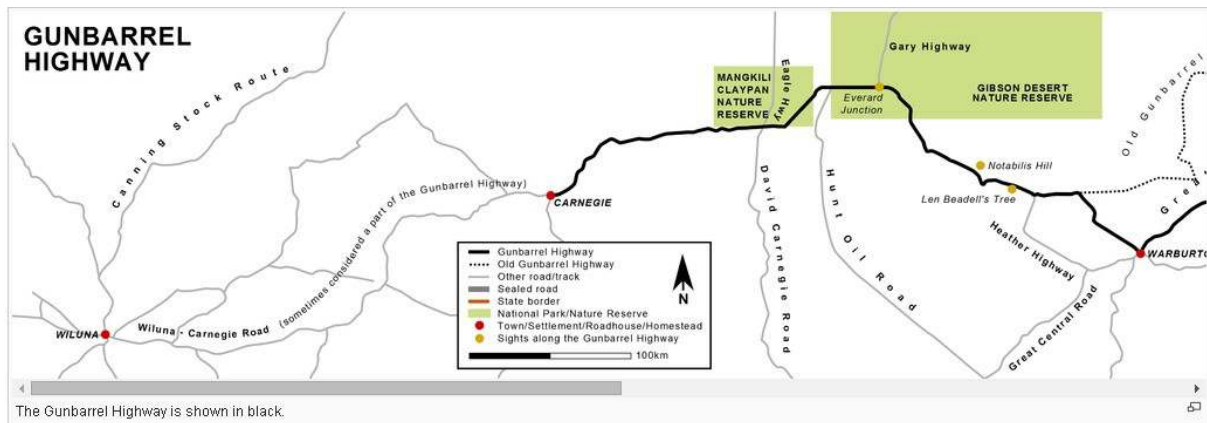 GUNBARREL
HIGHWAY
Canning Stock Route
MANGKILI
CLAYPAN
NATURE
RESERVE
Eagle Hwy
Gary Highway
Everard
Junction
GIBSON DESERT
NATURE RESERVE
Old Gunbarrel
Notabilis Hill
Len Beadell's Tree
Great
CARNEGIE
(sometimes considered a part of the Gunbarrel Highway)
David Carnegie Road
Hunt Oil Road
Heather Highway
WARBURTO
Great Central Road
WILUNA
Wiluna - Carnegie Road
Gunbarrel Highway
Old Gunbarrel Highway
Other road/track
Sealed road
State border
National Park/Nature Reserve
Town/Settlement/Roadhouse/Homestead
Sights along the Gunbarrel Highway
N
100km
The Gunbarrel Highway is shown in black.